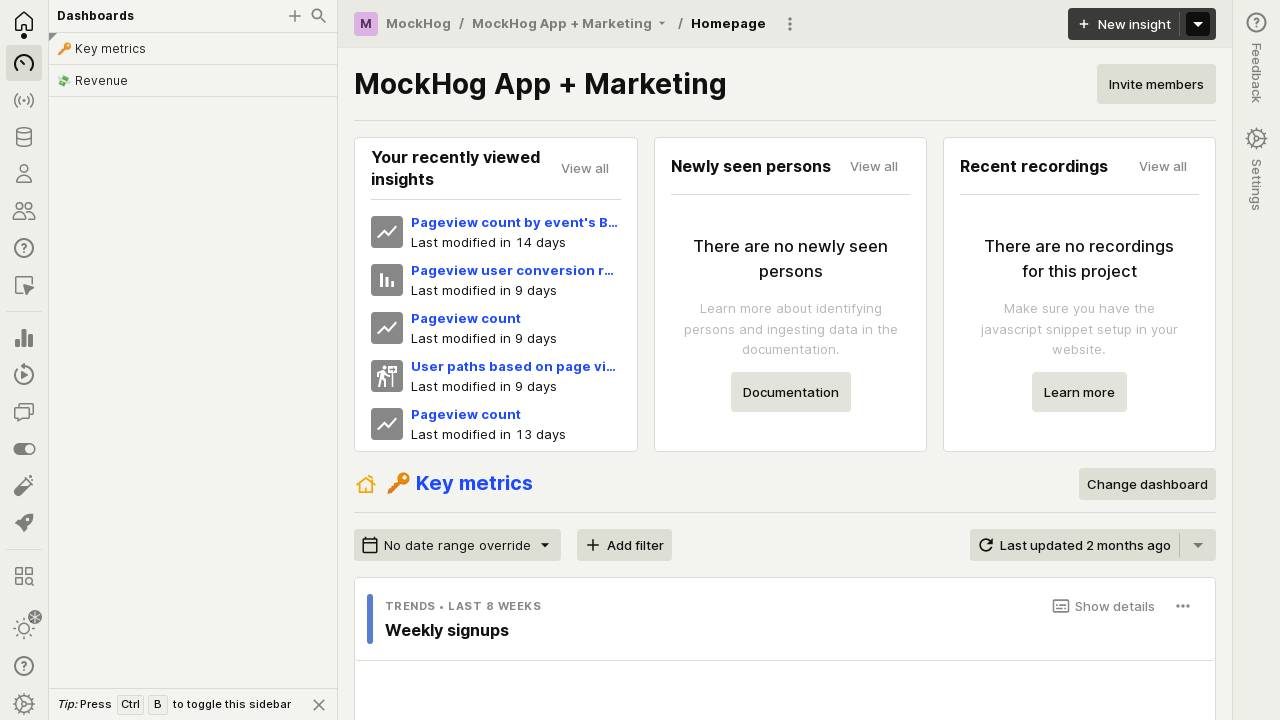 Dashboards
🔑 Key metrics
💸 Revenue
Tip: Press Ctrl B to toggle this sidebar
M MockHog / MockHog App + Marketing / Homepage
New insight
MockHog App + Marketing
Invite members
Your recently viewed insights
View all
Pageview count by event's B...
Last modified in 14 days
Pageview user conversion r...
Last modified in 9 days
Pageview count
Last modified in 9 days
User paths based on page vi...
Last modified in 9 days
Pageview count
Last modified in 13 days
Newly seen persons
View all
There are no newly seen
persons
Learn more about identifying
persons and ingesting data in the
documentation.
Documentation
Recent recordings
View all
There are no recordings
for this project
Make sure you have the
javascript snippet setup in your
website.
Learn more
🔑 Key metrics
Change dashboard
No date range override
Add filter
Last updated 2 months ago
TRENDS • LAST 8 WEEKS
Show details
Weekly signups
Feedback
Settings